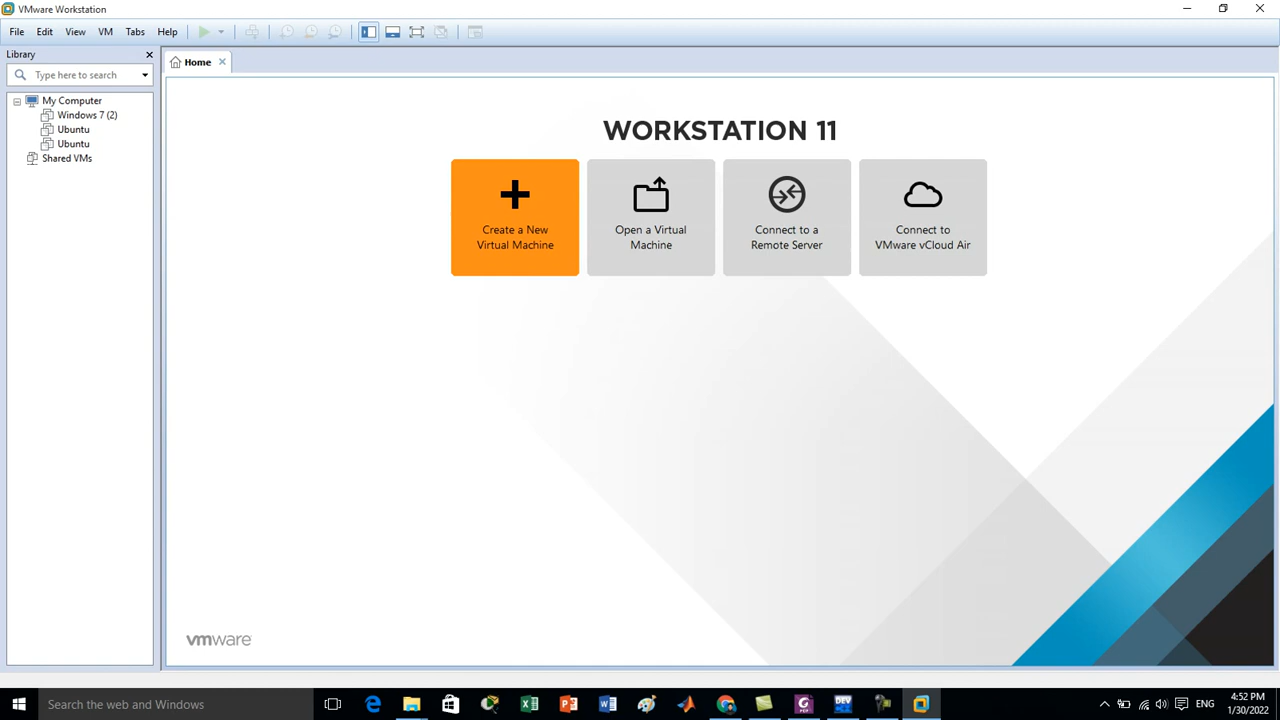 VMware Workstation
File Edit View VM Tabs Help
Library
Type here to search
Home
My Computer
Windows 7 (2)
Ubuntu
Ubuntu
Shared VMs
WORKSTATION 11
Create a New
Virtual Machine
Open a Virtual
Machine
Connect to a
Remote Server
Connect to
VMware vCloud Air
vmware
Search the web and Windows
ENG
4:52 PM
1/30/2022